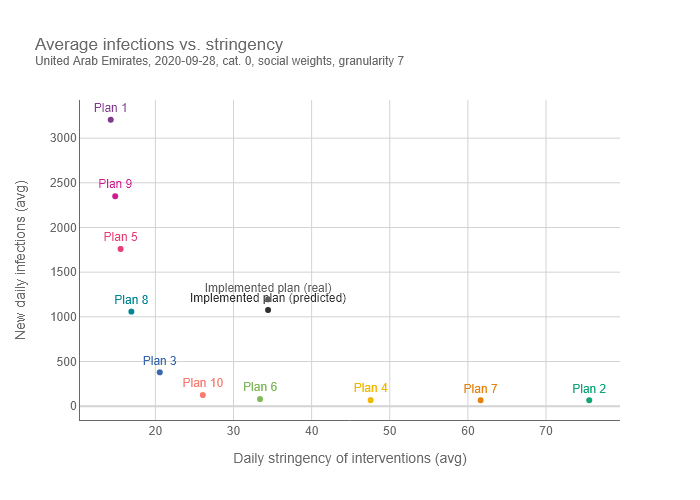 Average infections vs. stringency
United Arab Emirates, 2020-09-28, cat. 0, social weights, granularity 7
Plan 1
3000
Plan 9
2500
Plan 5
2000
1500
Implemented plan (real)
Implemented plan (predicted)
Plan 8
1000
Plan 3
500
Plan 10
Plan 6
Plan 4
Plan 7
Plan 2
0
20
30
40
50
60
70
New daily infections (avg)
Daily stringency of interventions (avg)